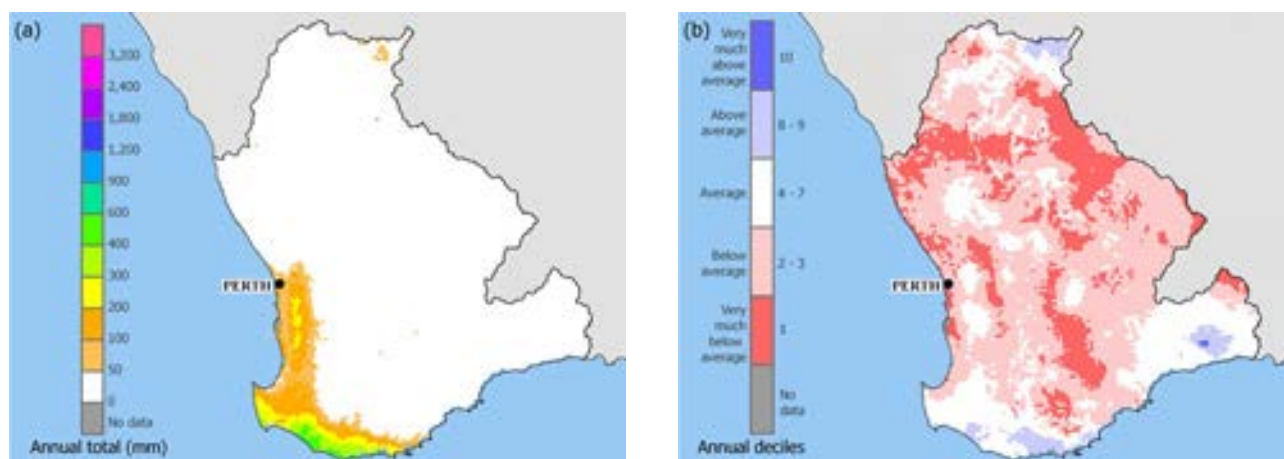 (a)
3,200
2,400
1,800
1,200
900
600
400
300
200
100
50
0
No data
Annual total (mm)
PERTH
(b)
Very
much
above
average
10
Above
average
8 - 9
Average
4 - 7
Below
average
2 - 3
Very
much
below
average
1
No
data
Annual deciles
PERTH